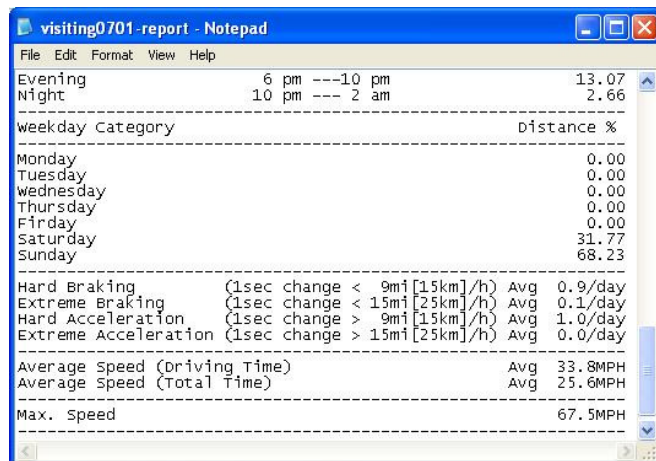 visiting0701-report - Notepad
File Edit Format View Help
Evening 6 pm ---10 pm 13.07
Night 10 pm --- 2 am 2.66
------------------------------------------------------------------------
Weekday Category Distance %
------------------------------------------------------------------------
Monday 0.00
Tuesday 0.00
Wednesday 0.00
Thursday 0.00
Firday 0.00
Saturday 31.77
Sunday 68.23
------------------------------------------------------------------------
Hard Braking (1sec change < 9mi[15km]/h) Avg 0.9/day
Extreme Braking (1sec change < 15mi[25km]/h) Avg 0.1/day
Hard Acceleration (1sec change > 9mi[15km]/h) Avg 1.0/day
Extreme Acceleration (1sec change > 15mi[25km]/h) Avg 0.0/day
------------------------------------------------------------------------
Average Speed (Driving Time) Avg 33.8MPH
Average Speed (Total Time) Avg 25.6MPH
------------------------------------------------------------------------
Max. Speed 67.5MPH
------------------------------------------------------------------------